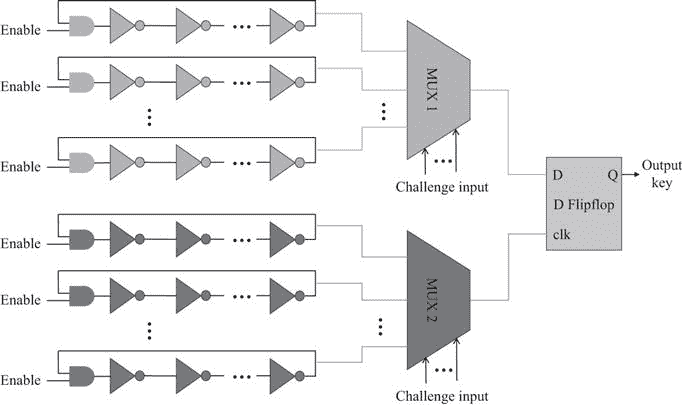 Enable
Enable
Enable
MUX 1
Challenge input
D Q
D Flipflop
clk
Output
key
Enable
Enable
Enable
MUX 2
Challenge input